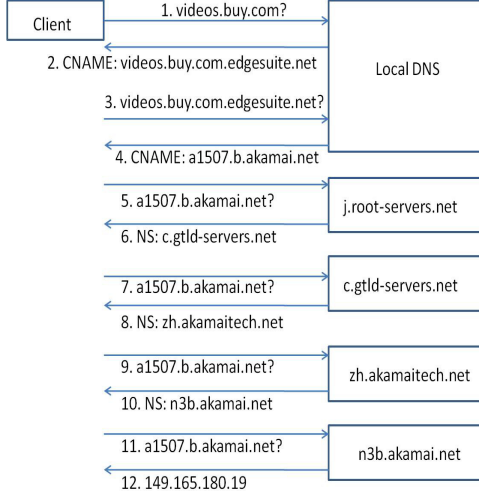 Client
1. videos.buy.com?
2. CNAME: videos.buy.com.edgesuite.net
Local DNS
3. videos.buy.com.edgesuite.net?
4. CNAME: a1507.b.akamai.net
5. a1507.b.akamai.net?
j.root-servers.net
6. NS: c.gtld-servers.net
7. a1507.b.akamai.net?
c.gtld-servers.net
8. NS: zh.akamaitech.net
9. a1507.b.akamai.net?
zh.akamaitech.net
10. NS: n3b.akamai.net
11. a1507.b.akamai.net?
n3b.akamai.net
12. 149.165.180.19